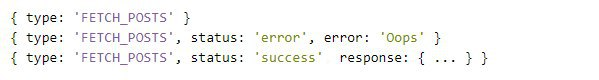 { type: 'FETCH_POSTS' }
{ type: 'FETCH_POSTS', status: 'error', error: 'Oops' }
{ type: 'FETCH_POSTS', status: 'success'  response: { ... } }